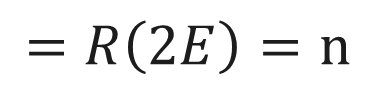 = R(2E) = n